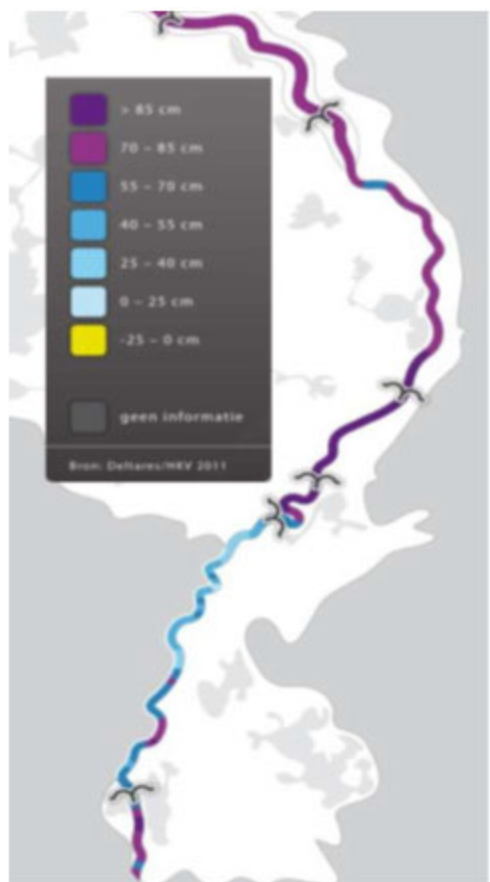 > 85 cm
70 – 85 cm
55 – 70 cm
40 – 55 cm
25 – 40 cm
0 – 25 cm
-25 – 0 cm
geen informatie
Bron: Deltares/HKV 2011